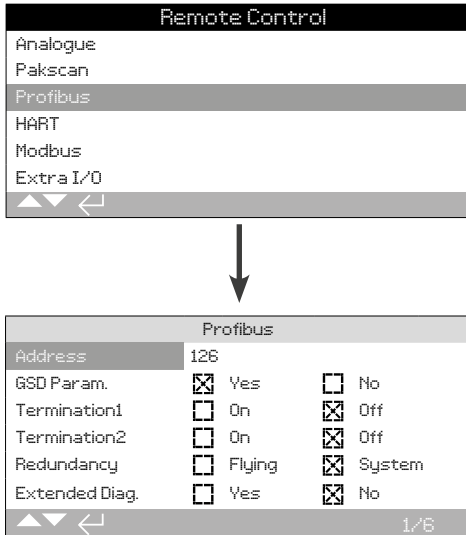 Remote Control
Analogue
Pakscan
Profibus
HART
Modbus
Extra I/O
Profibus
Address 126
GSD Param. Yes No
Termination1 On Off
Termination2 On Off
Redundancy Flying System
Extended Diag. Yes No
1/6